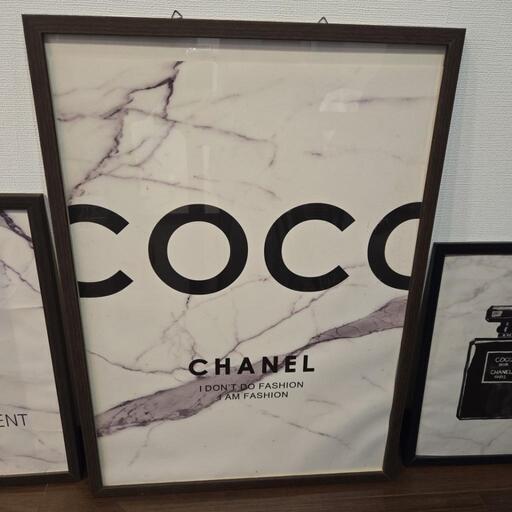 COCO
CHANEL
I DON'T DO FASHION
I AM FASHION
ENT
COCO
CHANEL